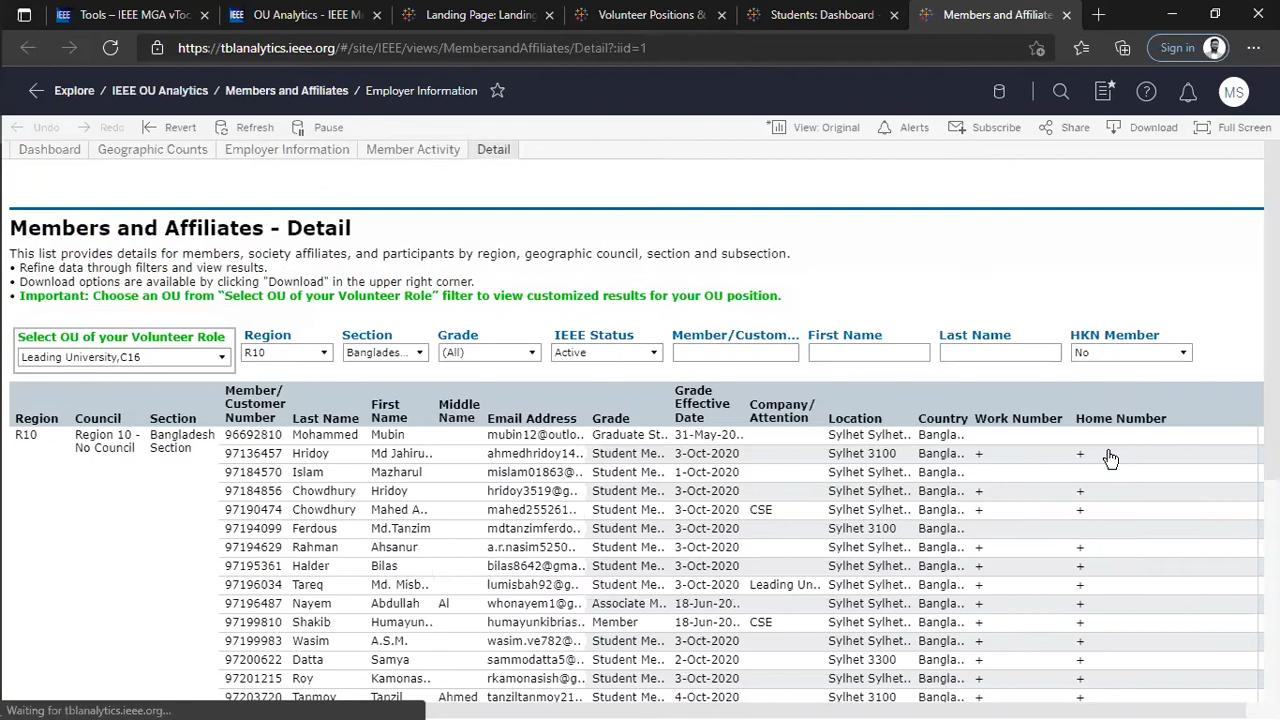 Tools – IEEE MGA vToc
OU Analytics - IEEE M
Landing Page: Landing
Volunteer Positions &
Students: Dashboard -
Members and Affiliate
https://tblanalytics.ieee.org/#/site/IEEE/views/MembersandAffiliates/Detail?:iid=1
Sign in
Explore / IEEE OU Analytics / Members and Affiliates / Employer Information
MS
Undo Redo Revert Refresh Pause View: Original Alerts Subscribe Share Download Full Screen
Dashboard Geographic Counts Employer Information Member Activity Detail
Members and Affiliates - Detail
This list provides details for members, society affiliates, and participants by region, geographic council, section and subsection.
• Refine data through filters and view results.
• Download options are available by clicking "Download" in the upper right corner.
• Important: Choose an OU from “Select OU of your Volunteer Role” filter to view customized results for your OU position.
Select OU of your Volunteer Role Region Section Grade IEEE Status Member/Custom... First Name Last Name HKN Member
Leading University,C16 R10 Banglades... (All) Active No
Region Council Section Member/ Customer Number Last Name First Name Middle Name Email Address Grade Grade Effective Date Company/ Attention Location Country Work Number Home Number
R10 Region 10 - No Council Bangladesh Section 96692810 Mohammed Mubin mubin12@outlo.. Graduate St.. 31-May-20.. Sylhet Sylhet.. Bangla..
97136457 Hridoy Md Jahiru.. ahmedhridoy14.. Student Me.. 3-Oct-2020 Sylhet 3100 Bangla.. + +
97184570 Islam Mazharul mislam01863@.. Student Me.. 1-Oct-2020 Sylhet Sylhet.. Bangla..
97184856 Chowdhury Hridoy hridoy3519@g.. Student Me.. 3-Oct-2020 Sylhet Sylhet.. Bangla.. + +
97190474 Chowdhury Mahed A.. mahed255261.. Student Me.. 3-Oct-2020 CSE Sylhet Sylhet.. Bangla.. + +
97194099 Ferdous Md.Tanzim mdtanzimferdo.. Student Me.. 3-Oct-2020 Sylhet 3100 Bangla..
97194629 Rahman Ahsanur a.r.nasim5250.. Student Me.. 3-Oct-2020 Sylhet Sylhet.. Bangla.. + +
97195361 Halder Bilas bilas8642@gma.. Student Me.. 3-Oct-2020 Sylhet Sylhet.. Bangla.. + +
97196034 Tareq Md. Misb.. lumisbah92@g.. Student Me.. 3-Oct-2020 Leading Un.. Sylhet Sylhet.. Bangla.. + +
97196487 Nayem Abdullah Al whonayem1@g.. Associate M.. 18-Jun-20.. Sylhet Sylhet.. Bangla.. + +
97199810 Shakib Humayun.. humayunkibrias.. Member 18-Jun-20.. CSE Sylhet Sylhet.. Bangla.. + +
97199983 Wasim A.S.M. wasim.ve782@.. Student Me.. 3-Oct-2020 Sylhet Sylhet.. Bangla.. + +
97200622 Datta Samya sammodatta5@.. Student Me.. 2-Oct-2020 Sylhet 3300 Bangla.. + +
97201215 Roy Kamonas.. rkamonasish@g.. Student Me.. 3-Oct-2020 Sylhet Sylhet.. Bangla.. + +
97203720 Tanmoy Tanzil Ahmed tanziltanmoy21.. Student Me.. 4-Oct-2020 Sylhet 3100 Bangla.. + +
Waiting for tblanalytics.ieee.org...